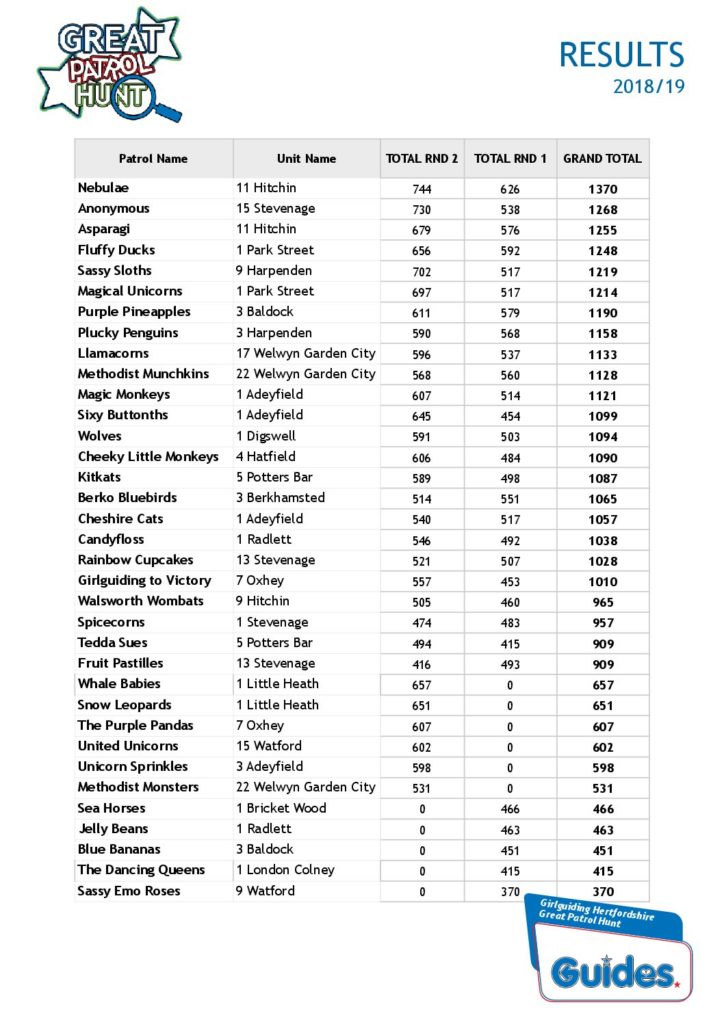 GREAT
PATROL
HUNT
RESULTS
2018/19
Patrol Name Unit Name TOTAL RND 2 TOTAL RND 1 GRAND TOTAL
Nebulae 11 Hitchin 744 626 1370
Anonymous 15 Stevenage 730 538 1268
Asparagi 11 Hitchin 679 576 1255
Fluffy Ducks 1 Park Street 656 592 1248
Sassy Sloths 9 Harpenden 702 517 1219
Magical Unicorns 1 Park Street 697 517 1214
Purple Pineapples 3 Baldock 611 579 1190
Plucky Penguins 3 Harpenden 590 568 1158
Llamacorns 17 Welwyn Garden City 596 537 1133
Methodist Munchkins 22 Welwyn Garden City 568 560 1128
Magic Monkeys 1 Adeyfield 607 514 1121
Sixy Buttonths 1 Adeyfield 645 454 1099
Wolves 1 Digswell 591 503 1094
Cheeky Little Monkeys 4 Hatfield 606 484 1090
Kitkats 5 Potters Bar 589 498 1087
Berko Bluebirds 3 Berkhamsted 514 551 1065
Cheshire Cats 1 Adeyfield 540 517 1057
Candyfloss 1 Radlett 546 492 1038
Rainbow Cupcakes 13 Stevenage 521 507 1028
Girlguiding to Victory 7 Oxhey 557 453 1010
Walsworth Wombats 9 Hitchin 505 460 965
Spicecorns 1 Stevenage 474 483 957
Tedda Sues 5 Potters Bar 494 415 909
Fruit Pastilles 13 Stevenage 416 493 909
Whale Babies 1 Little Heath 657 0 657
Snow Leopards 1 Little Heath 651 0 651
The Purple Pandas 7 Oxhey 607 0 607
United Unicorns 15 Watford 602 0 602
Unicorn Sprinkles 3 Adeyfield 598 0 598
Methodist Monsters 22 Welwyn Garden City 531 0 531
Sea Horses 1 Bricket Wood 0 466 466
Jelly Beans 1 Radlett 0 463 463
Blue Bananas 3 Baldock 0 451 451
The Dancing Queens 1 London Colney 0 415 415
Sassy Emo Roses 9 Watford 0 370 370
Girlguiding Hertfordshire
Great Patrol Hunt
Guides